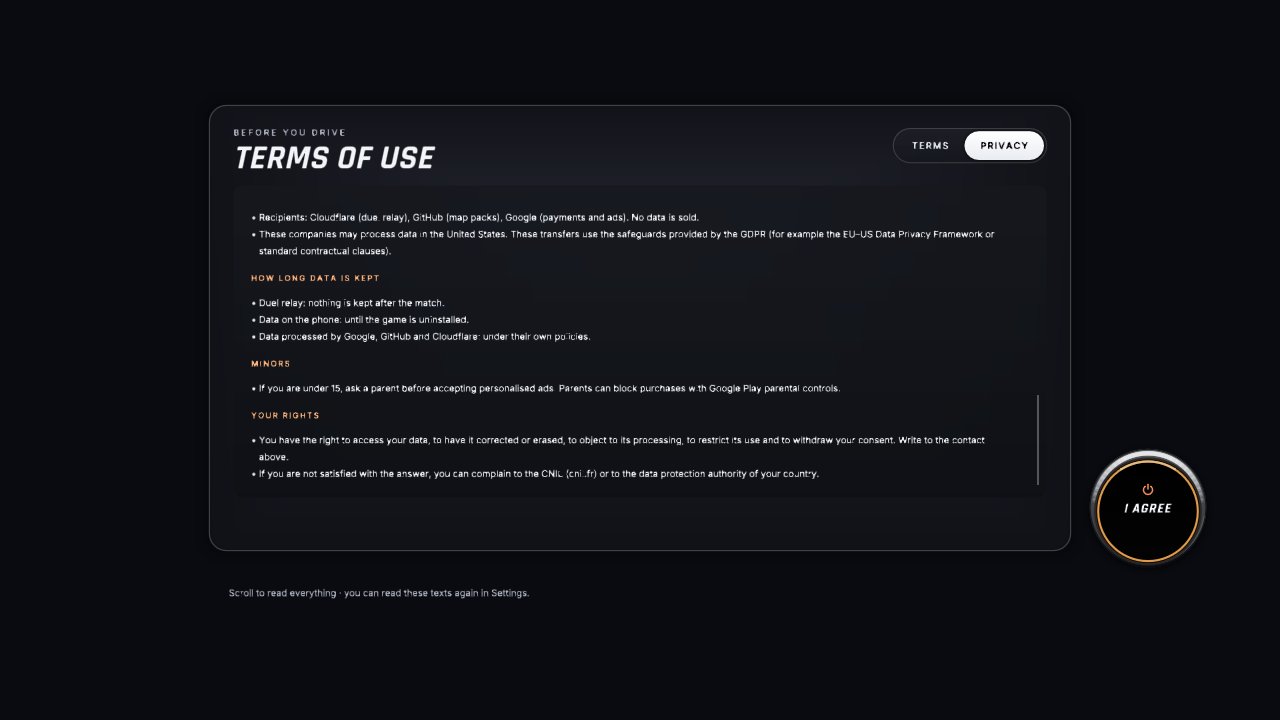 BEFORE YOU DRIVE
TERMS OF USE
TERMS
PRIVACY
• Recipients: Cloudflare (due. relay), GitHub (map packs), Google (payments and ads). No data is sold.
• These companies may process data in the United States. These transfers use the safeguards provided by the GDPR (for example the EU-US Data Privacy Framework or
standard contractual clauses).
HOW LONG DATA IS KEPT
• Duel relay: nothing is kept after the match.
• Data on the phone: until the game is uninstalled.
• Data processed by Google, GitHub and Cloudflare: under their own policies.
MINORS
• If you are under 15, ask a parent before accepting personalised ads. Parents can block purchases with Google Play parental controls.
YOUR RIGHTS
• You have the right to access your data, to have it corrected or erased, to object to its processing, to restrict its use and to withdraw your consent. Write to the contact
above.
• If you are not satisfied with the answer, you can complain to the CNIL (cnil.fr) or to the data protection authority of your country.
I AGREE
Scroll to read everything · you can read these texts again in Settings.